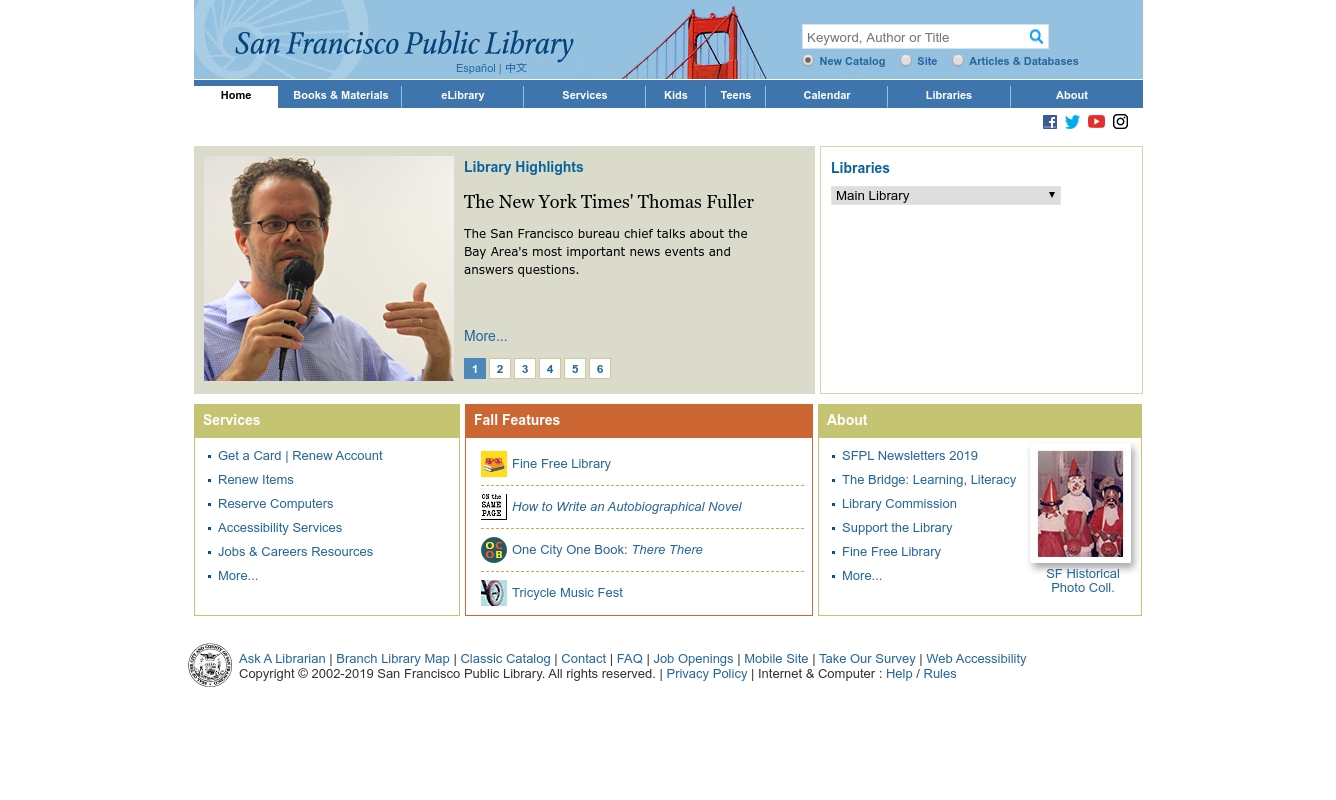 San Francisco Public Library
Español | 中文
Keyword, Author or Title
New Catalog Site Articles & Databases
Home Books & Materials eLibrary Services Kids Teens Calendar Libraries About
Library Highlights
The New York Times' Thomas Fuller
The San Francisco bureau chief talks about the
Bay Area's most important news events and
answers questions.
More...
1 2 3 4 5 6
Libraries
Main Library
Services
Get a Card | Renew Account
Renew Items
Reserve Computers
Accessibility Services
Jobs & Careers Resources
More...
Fall Features
Fine Free Library
ON the
SAME
PAGE
How to Write an Autobiographical Novel
OC
OB
One City One Book: There There
Tricycle Music Fest
About
SFPL Newsletters 2019
The Bridge: Learning, Literacy
Library Commission
Support the Library
Fine Free Library
More...
SF Historical
Photo Coll.
Ask A Librarian | Branch Library Map | Classic Catalog | Contact | FAQ | Job Openings | Mobile Site | Take Our Survey | Web Accessibility
Copyright © 2002-2019 San Francisco Public Library. All rights reserved. | Privacy Policy | Internet & Computer : Help / Rules